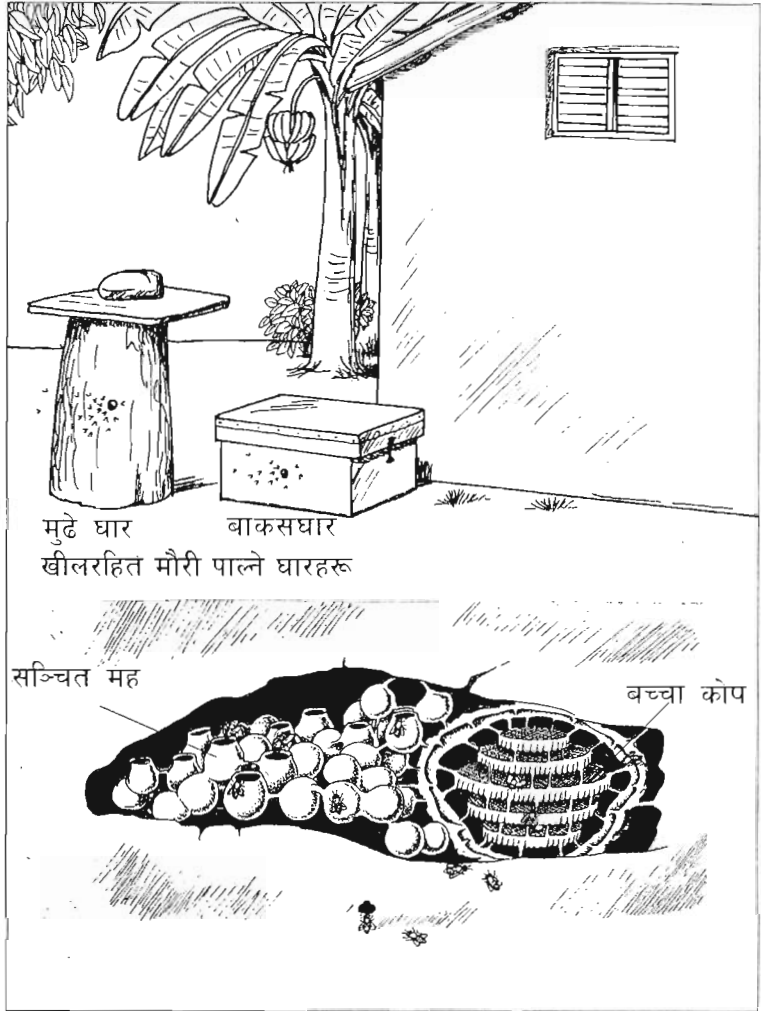 मुढे घार
बाकसघार
खीलरहित मौरी पाल्ने घारहरू
सञ्चित मह
बच्चा कोप